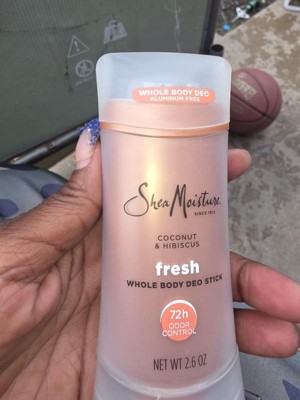 WHOLE BODY DEO
ALUMINUM FREE
SheaMoisture
SINCE 1912
COCONUT
& HIBISCUS
fresh
WHOLE BODY DEO STICK
72h
ODOR
CONTROL
NET WT 2.6 OZ